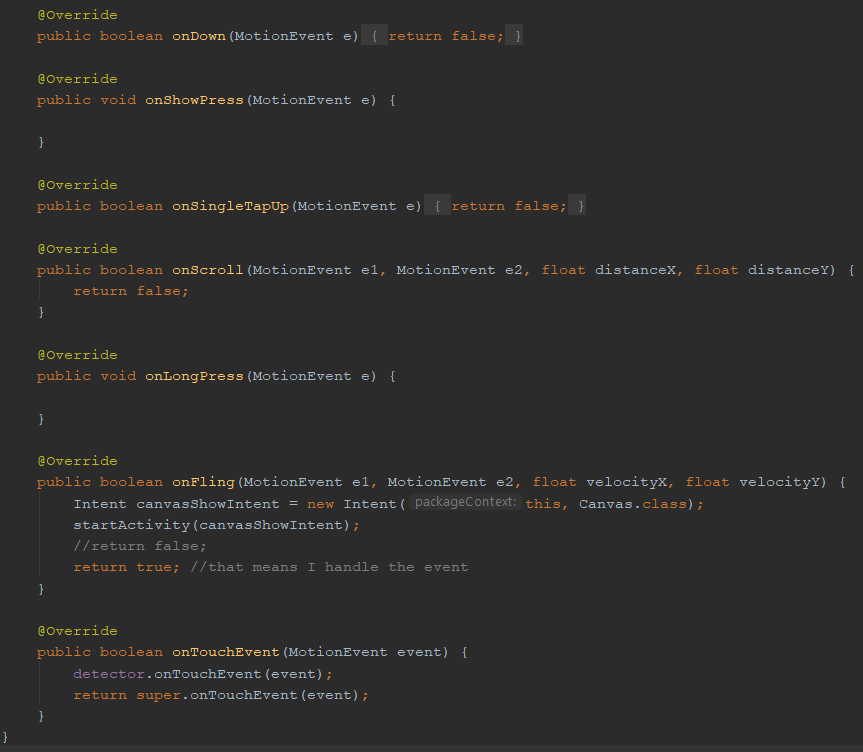 @Override
public boolean onDown(MotionEvent e) { return false; }
@Override
public void onShowPress(MotionEvent e) {
}
@Override
public boolean onSingleTapUp(MotionEvent e) { return false; }
@Override
public boolean onScroll(MotionEvent e1, MotionEvent e2, float distanceX, float distanceY) {
return false;
}
@Override
public void onLongPress(MotionEvent e) {
}
@Override
public boolean onFling(MotionEvent e1, MotionEvent e2, float velocityX, float velocityY) {
Intent canvasShowIntent = new Intent( packageContext: this, Canvas.class);
startActivity(canvasShowIntent);
//return false;
return true; //that means I handle the event
}
@Override
public boolean onTouchEvent(MotionEvent event) {
detector.onTouchEvent(event);
return super.onTouchEvent(event);
}
}